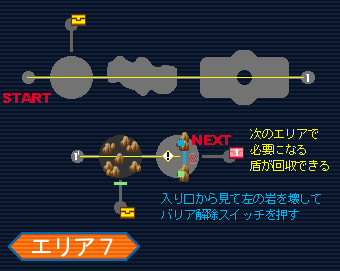 START
1
1
!
NEXT
次のエリアで
必要になる
盾が回収できる
入り口から見て左の岩を壊して
バリア解除スイッチを押す
エリア7